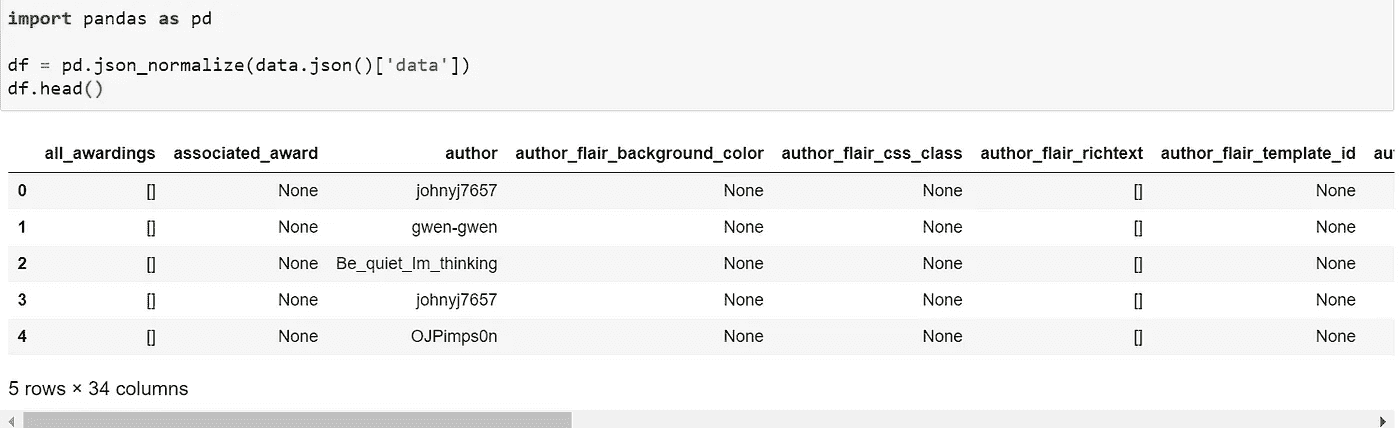 import pandas as pd
df = pd.json_normalize(data.json()['data'])
df.head()
all_awardings associated_award author author_flair_background_color author_flair_css_class author_flair_richtext author_flair_template_id au
0 [] None johnyj7657 None None [] None
1 [] None gwen-gwen None None [] None
2 [] None Be_quiet_Im_thinking None None [] None
3 [] None johnyj7657 None None [] None
4 [] None OJPimps0n None None [] None
5 rows × 34 columns